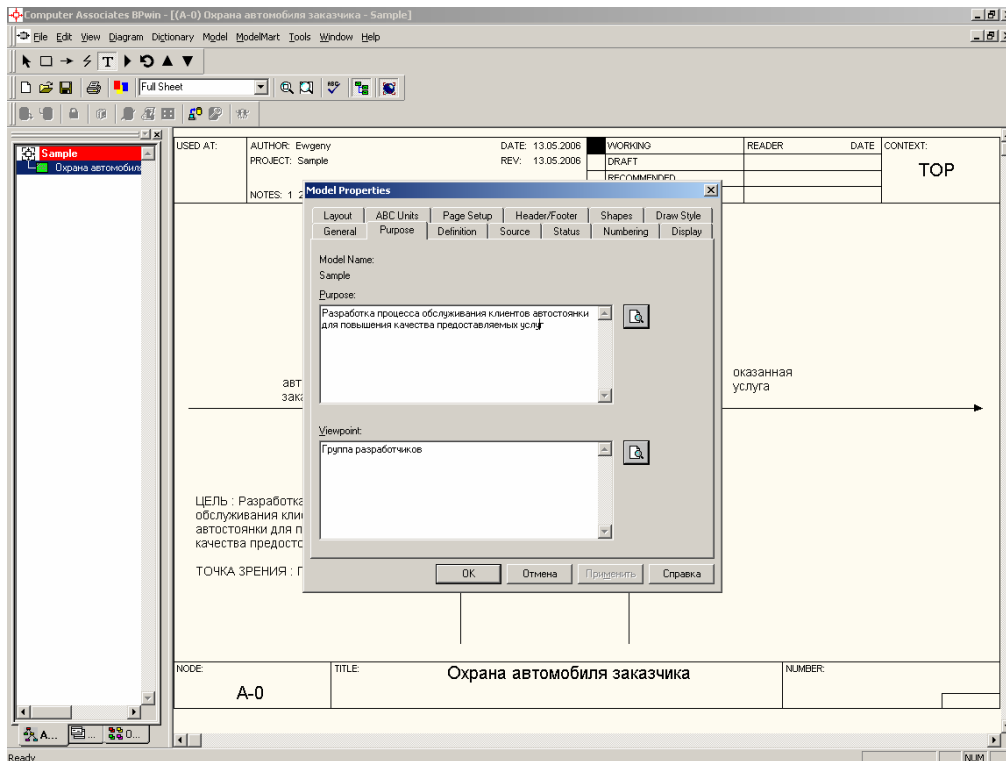 Computer Associates BPwin - [(A-0) Охрана автомобиля заказчика - Sample]
File Edit View Diagram Dictionary Model ModelMart Tools Window Help
T
Full Sheet
Sample
Охрана автомобиля
USED AT:
AUTHOR: Ewgeny
DATE: 13.05.2006
WORKING
READER
DATE
CONTEXT:
PROJECT: Sample
REV: 13.05.2006
DRAFT
TOP
RECOMMENDED
NOTES: 1 2
Model Properties
Layout ABC Units Page Setup Header/Footer Shapes Draw Style
General Purpose Definition Source Status Numbering Display
Model Name:
Sample
Purpose:
Разработка процесса обслуживания клиентов автостоянки
для повышения качества предоставляемых услуг
Viewpoint:
Группа разработчиков
OK Отмена Применить Справка
авт
зак
оказанная
услуга
ЦЕЛЬ : Разработка
обслуживания кли
автостоянки для п
качества предост
ТОЧКА ЗРЕНИЯ : Г
NODE:
A-0
TITLE:
Охрана автомобиля заказчика
NUMBER:
A...
...
O...
Ready
NUM